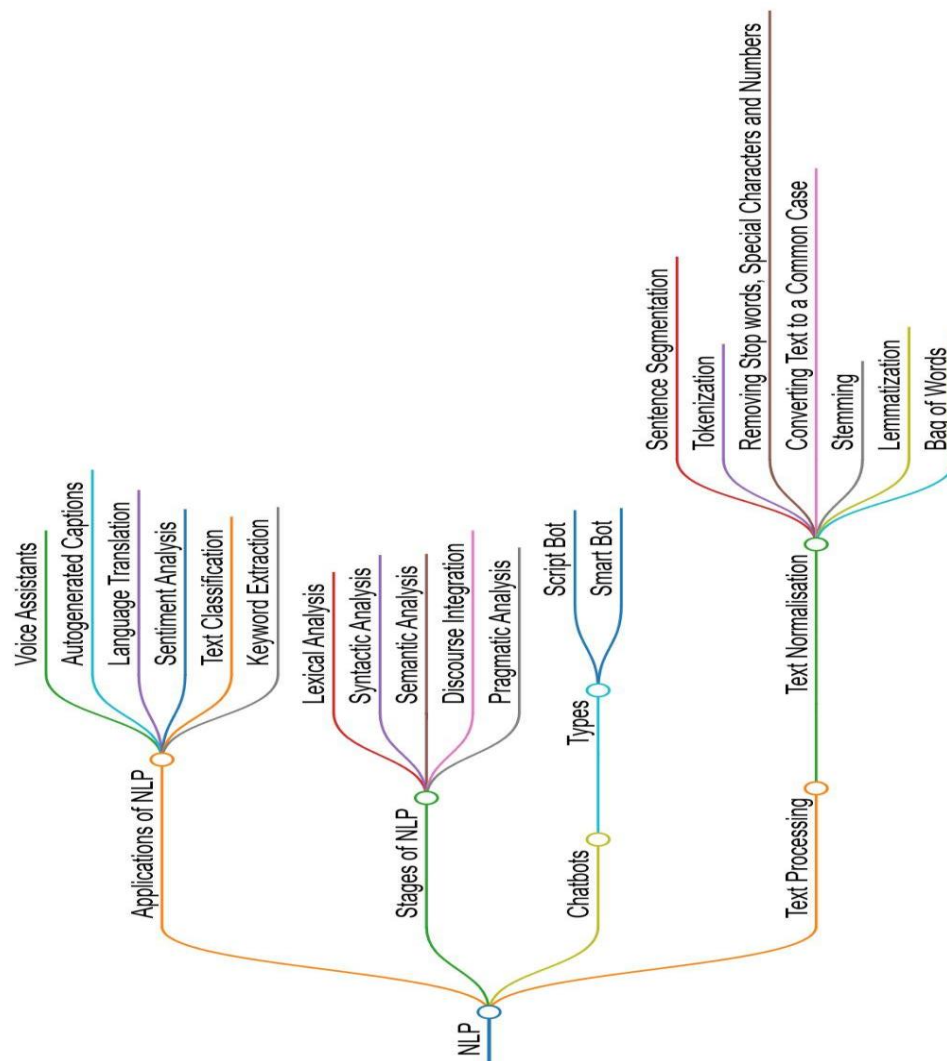 NLP
Applications of NLP
Voice Assistants
Autogenerated Captions
Language Translation
Sentiment Analysis
Text Classification
Keyword Extraction
Stages of NLP
Lexical Analysis
Syntactic Analysis
Semantic Analysis
Discourse Integration
Pragmatic Analysis
Chatbots
Types
Script Bot
Smart Bot
Text Processing
Text Normalisation
Sentence Segmentation
Tokenization
Removing Stop words, Special Characters and Numbers
Converting Text to a Common Case
Stemming
Lemmatization
Bag of Words